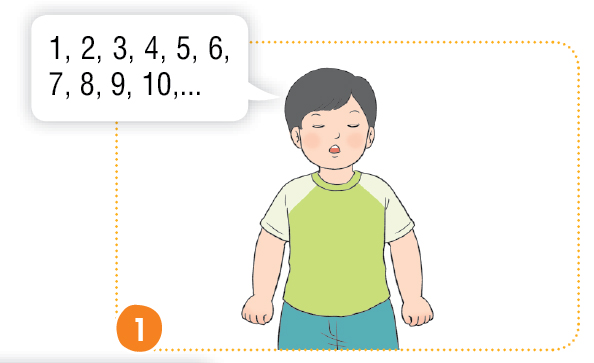 1, 2, 3, 4, 5, 6,
7, 8, 9, 10,...
1